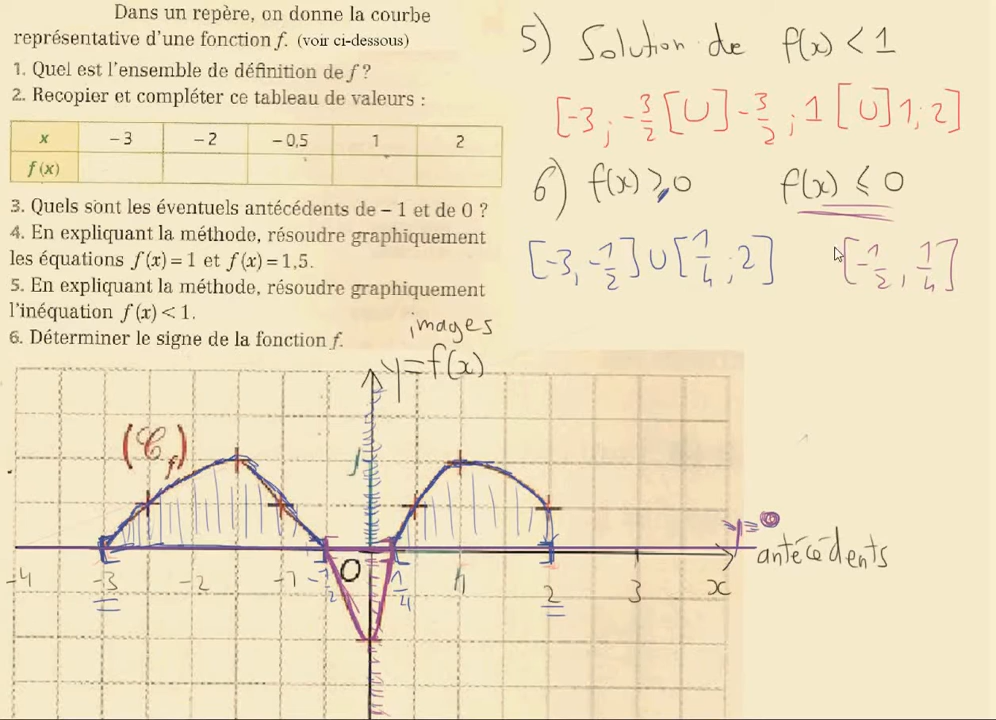 Dans un repère, on donne la courbe
représentative d'une fonction f. (voir ci-dessous)
1. Quel est l'ensemble de définition de f ?
2. Recopier et compléter ce tableau de valeurs :
x -3 -2 -0,5 1 2
f(x)
3. Quels sont les éventuels antécédents de -1 et de 0 ?
4. En expliquant la méthode, résoudre graphiquement
les équations f(x) = 1 et f(x) = 1,5.
5. En expliquant la méthode, résoudre graphiquement
l'inéquation f(x) < 1.
6. Déterminer le signe de la fonction f.
5) Solution de f(x) < 1
[-3 ; -3/2 [ U ] -3/2 ; 1 [ U ] 1 ; 2]
6) f(x) ⩾ 0 f(x) ⩽ 0
[-3, -1/2] U [1/4 ; 2] [-1/2 , 1/4]
images
y = f(x)
(C_f)
1
y = 0
antécédents
-4 -3 -2 -1 -1/2 O 1/4 1 2 3 x